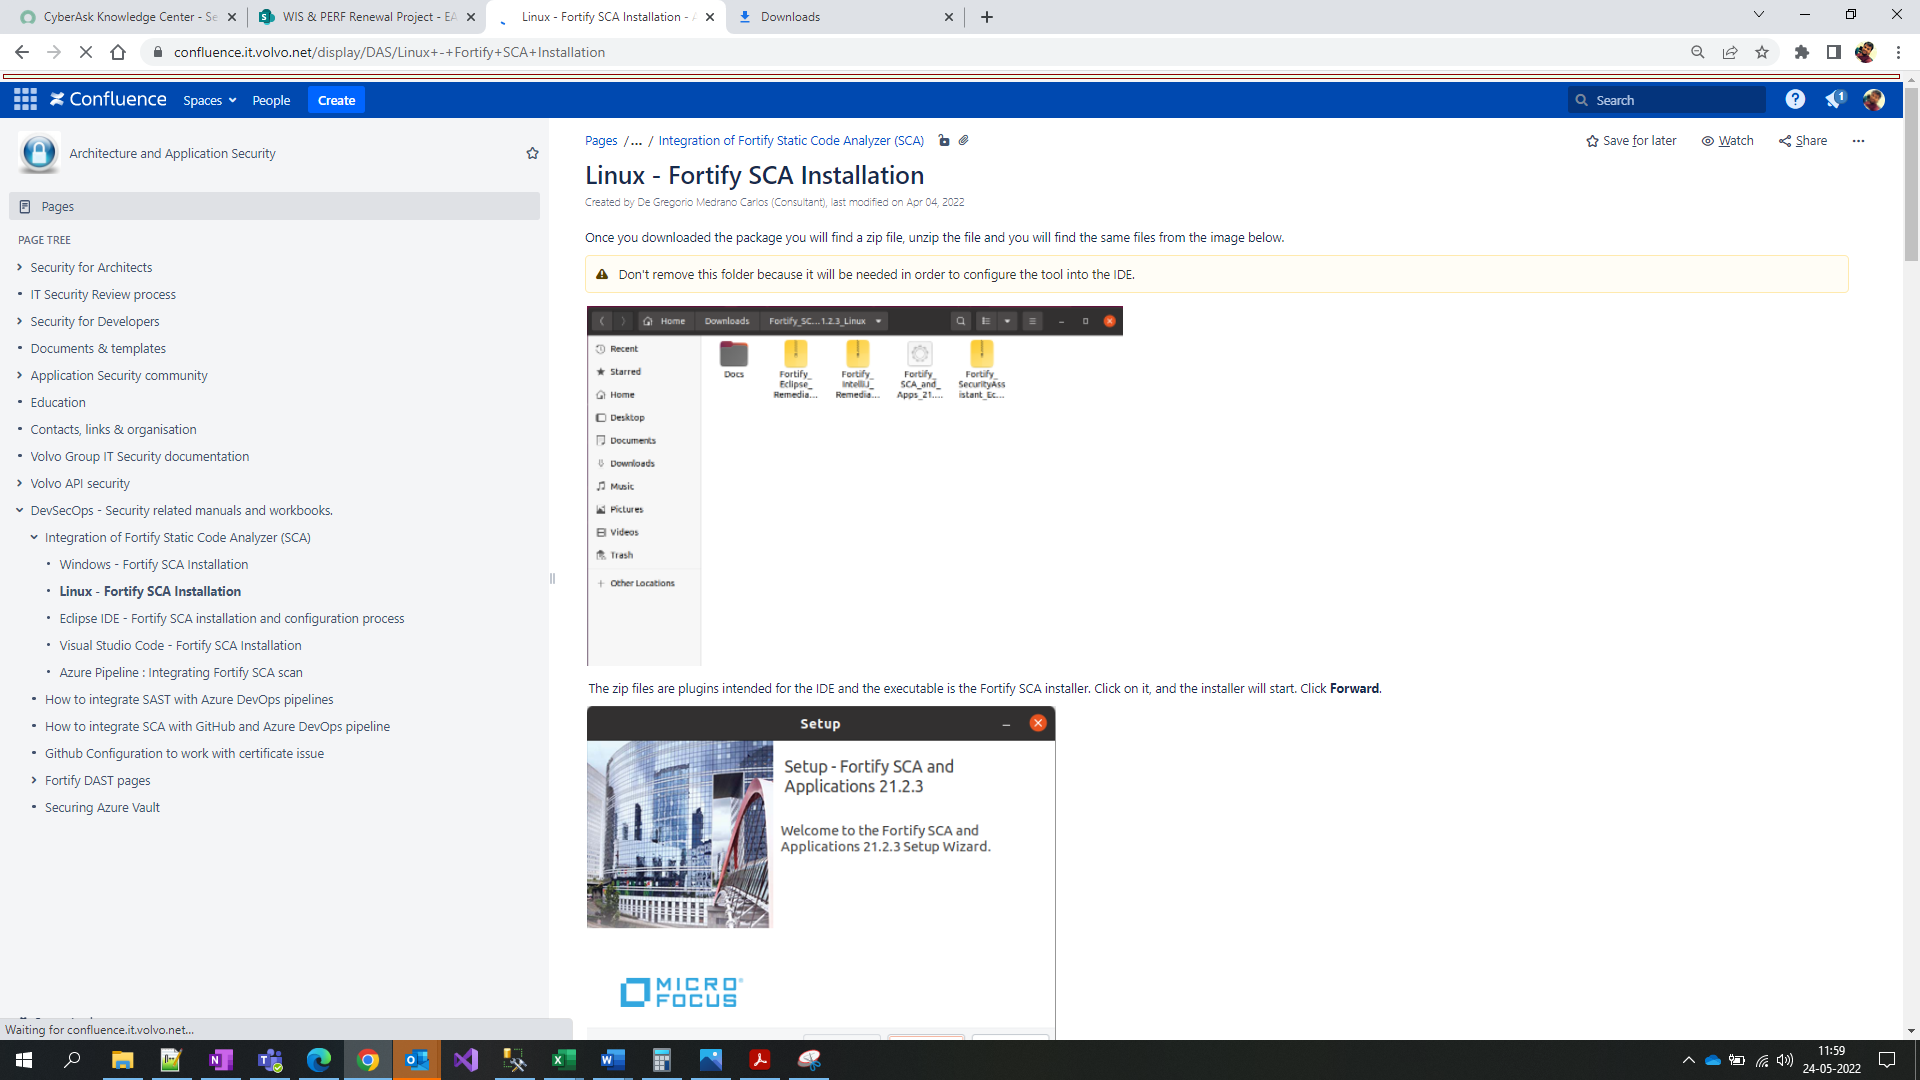 CyberAsk Knowledge Center - Se
WIS & PERF Renewal Project - EA
Linux - Fortify SCA Installation - A
Downloads
confluence.it.volvo.net/display/DAS/Linux+-+Fortify+SCA+Installation
Confluence
Spaces
People
Create
Search
1
Architecture and Application Security
Pages
PAGE TREE
Security for Architects
IT Security Review process
Security for Developers
Documents & templates
Application Security community
Education
Contacts, links & organisation
Volvo Group IT Security documentation
Volvo API security
DevSecOps - Security related manuals and workbooks.
Integration of Fortify Static Code Analyzer (SCA)
Windows - Fortify SCA Installation
Linux - Fortify SCA Installation
Eclipse IDE - Fortify SCA installation and configuration process
Visual Studio Code - Fortify SCA Installation
Azure Pipeline : Integrating Fortify SCA scan
How to integrate SAST with Azure DevOps pipelines
How to integrate SCA with GitHub and Azure DevOps pipeline
Github Configuration to work with certificate issue
Fortify DAST pages
Securing Azure Vault
Waiting for confluence.it.volvo.net...
Pages /... / Integration of Fortify Static Code Analyzer (SCA)
Save for later
Watch
Share
Linux - Fortify SCA Installation
Created by De Gregorio Medrano Carlos (Consultant), last modified on Apr 04, 2022
Once you downloaded the package you will find a zip file, unzip the file and you will find the same files from the image below.
Don't remove this folder because it will be needed in order to configure the tool into the IDE.
Home
Downloads
Fortify_SC...1.2.3_Linux
Recent
Starred
Home
Desktop
Documents
Downloads
Music
Pictures
Videos
Trash
+ Other Locations
Docs
Fortify_
Eclipse_
Remedia...
Fortify_
IntelliJ_
Remedia...
Fortify_
SCA_and_
Apps_21....
Fortify_
SecurityAss
istant_Ec...
The zip files are plugins intended for the IDE and the executable is the Fortify SCA installer. Click on it, and the installer will start. Click Forward.
Setup
Setup - Fortify SCA and
Applications 21.2.3
Welcome to the Fortify SCA and
Applications 21.2.3 Setup Wizard.
MICRO
FOCUS
11:59
24-05-2022